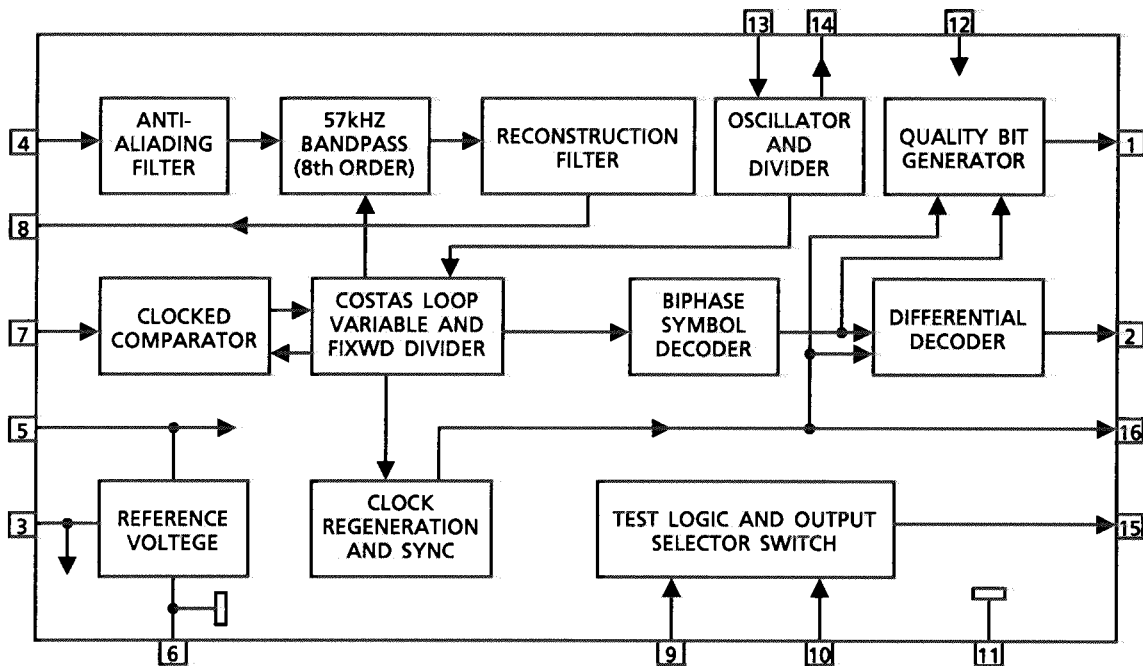 13
14
12
4
ANTI-
ALIADING
FILTER
57kHZ
BANDPASS
(8th ORDER)
RECONSTRUCTION
FILTER
OSCILLATOR
AND
DIVIDER
QUALITY BIT
GENERATOR
1
8
7
CLOCKED
COMPARATOR
COSTAS LOOP
VARIABLE AND
FIXWD DIVIDER
BIPHASE
SYMBOL
DECODER
DIFFERENTIAL
DECODER
2
5
16
3
REFERENCE
VOLTEGE
CLOCK
REGENERATION
AND SYNC
TEST LOGIC AND OUTPUT
SELECTOR SWITCH
15
6
9
10
11